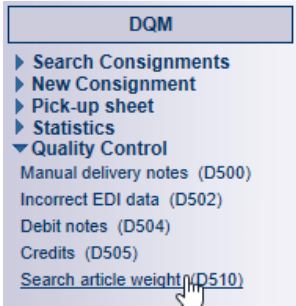 DQM
Search Consignments
New Consignment
Pick-up sheet
Statistics
Quality Control
Manual delivery notes (D500)
Incorrect EDI data (D502)
Debit notes (D504)
Credits (D505)
Search article weight (D510)